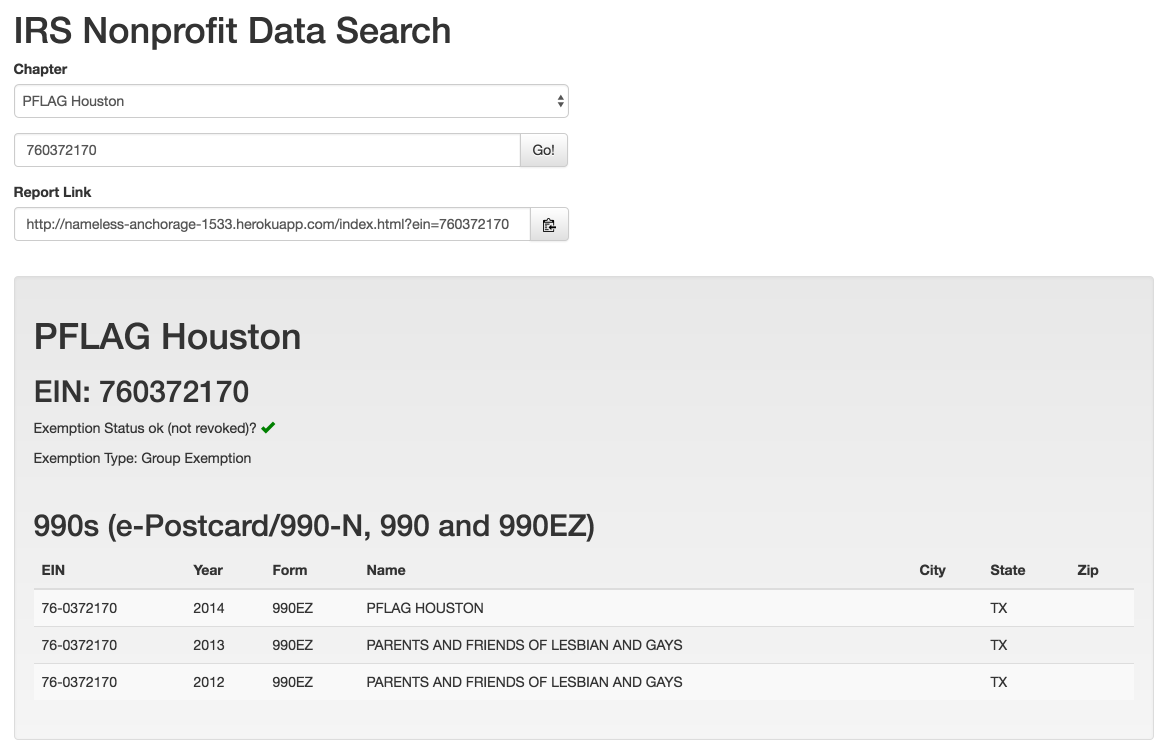 IRS Nonprofit Data Search
Chapter
PFLAG Houston
760372170 Go!
Report Link
http://nameless-anchorage-1533.herokuapp.com/index.html?ein=760372170
PFLAG Houston
EIN: 760372170
Exemption Status ok (not revoked)? ✔
Exemption Type: Group Exemption
990s (e-Postcard/990-N, 990 and 990EZ)
EIN Year Form Name City State Zip
76-0372170 2014 990EZ PFLAG HOUSTON TX
76-0372170 2013 990EZ PARENTS AND FRIENDS OF LESBIAN AND GAYS TX
76-0372170 2012 990EZ PARENTS AND FRIENDS OF LESBIAN AND GAYS TX